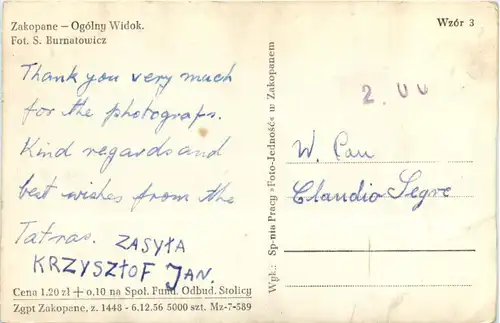 Zakopane — Ogólny Widok.
Fot. S. Burnatowicz
Thank you very much
for the photografs.
Kind regards and
best wishes from the
Tatras. ZASYŁA
KRZYSZTOF JAN.
Cena 1.20 zł + 0,10 na Społ. Fund. Odbud. Stolicy
Zgpt Zakopane, z. 1448 - 6.12.56 5000 szt. Mz-7-589
Wyk.: Sp-nia Pracy »Foto-Jedność« w Zakopanem
Wzór 3
2.00
W. Pan
Claudio Segre